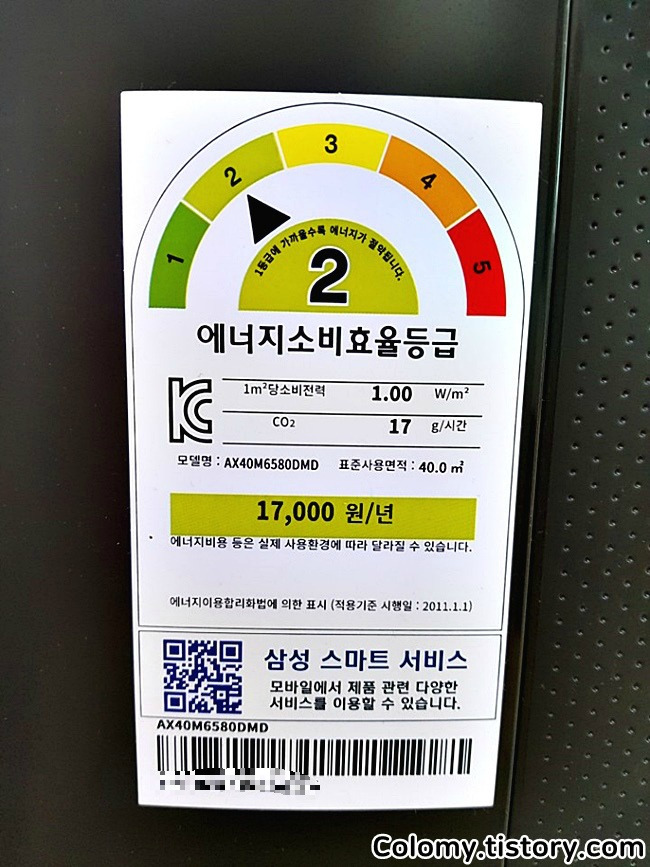 1
2
3
4
5
1등급에 가까울수록 에너지가 절약됩니다.
2
에너지소비효율등급
1m²당소비전력 1.00 W/m²
CO₂ 17 g/시간
모델명 : AX40M6580DMD 표준사용면적 : 40.0 ㎡
17,000 원/년
에너지비용 등은 실제 사용환경에 따라 달라질 수 있습니다.
에너지이용합리화법에 의한 표시 (적용기준 시행일 : 2011.1.1)
삼성 스마트 서비스
모바일에서 제품 관련 다양한
서비스를 이용할 수 있습니다.
AX40M6580DMD
Colomy.tistory.com